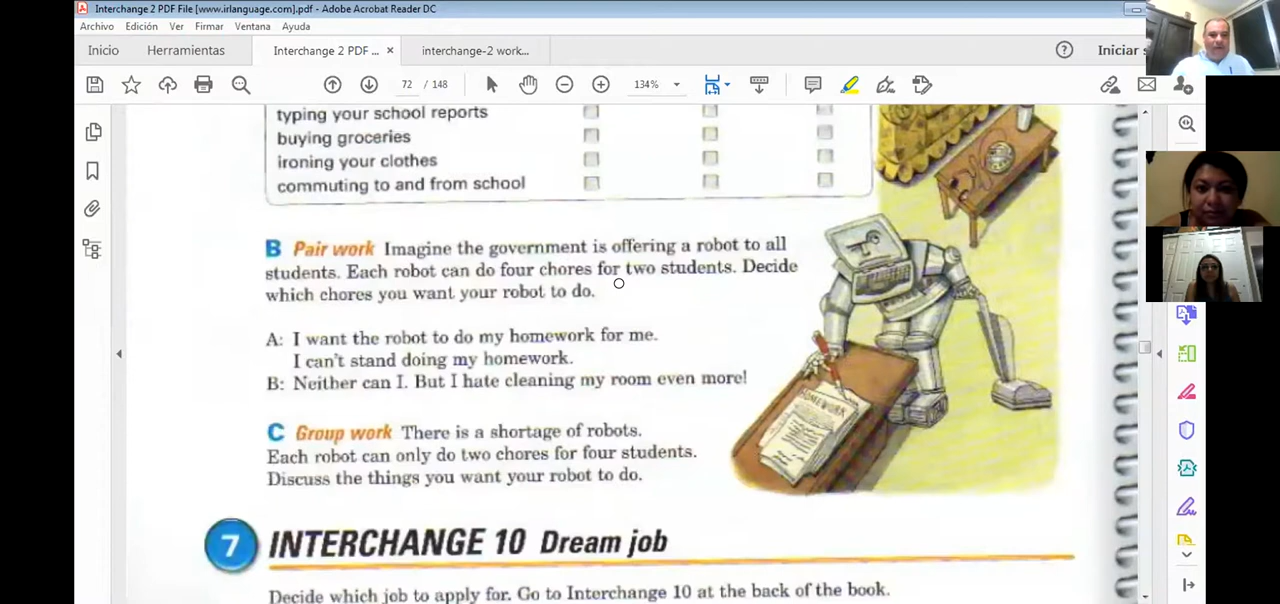 Interchange 2 PDF File [www.irlanguage.com].pdf - Adobe Acrobat Reader DC
Archivo Edición Ver Firmar Ventana Ayuda
Inicio Herramientas Interchange 2 PDF ... × interchange-2 work... Iniciar s
72 / 148 134%
typing your school reports
buying groceries
ironing your clothes
commuting to and from school
B Pair work Imagine the government is offering a robot to all
students. Each robot can do four chores for two students. Decide
which chores you want your robot to do.
A: I want the robot to do my homework for me.
I can't stand doing my homework.
B: Neither can I. But I hate cleaning my room even more!
HOMEWORK
C Group work There is a shortage of robots.
Each robot can only do two chores for four students.
Discuss the things you want your robot to do.
7 INTERCHANGE 10 Dream job
Decide which job to apply for. Go to Interchange 10 at the back of the book.